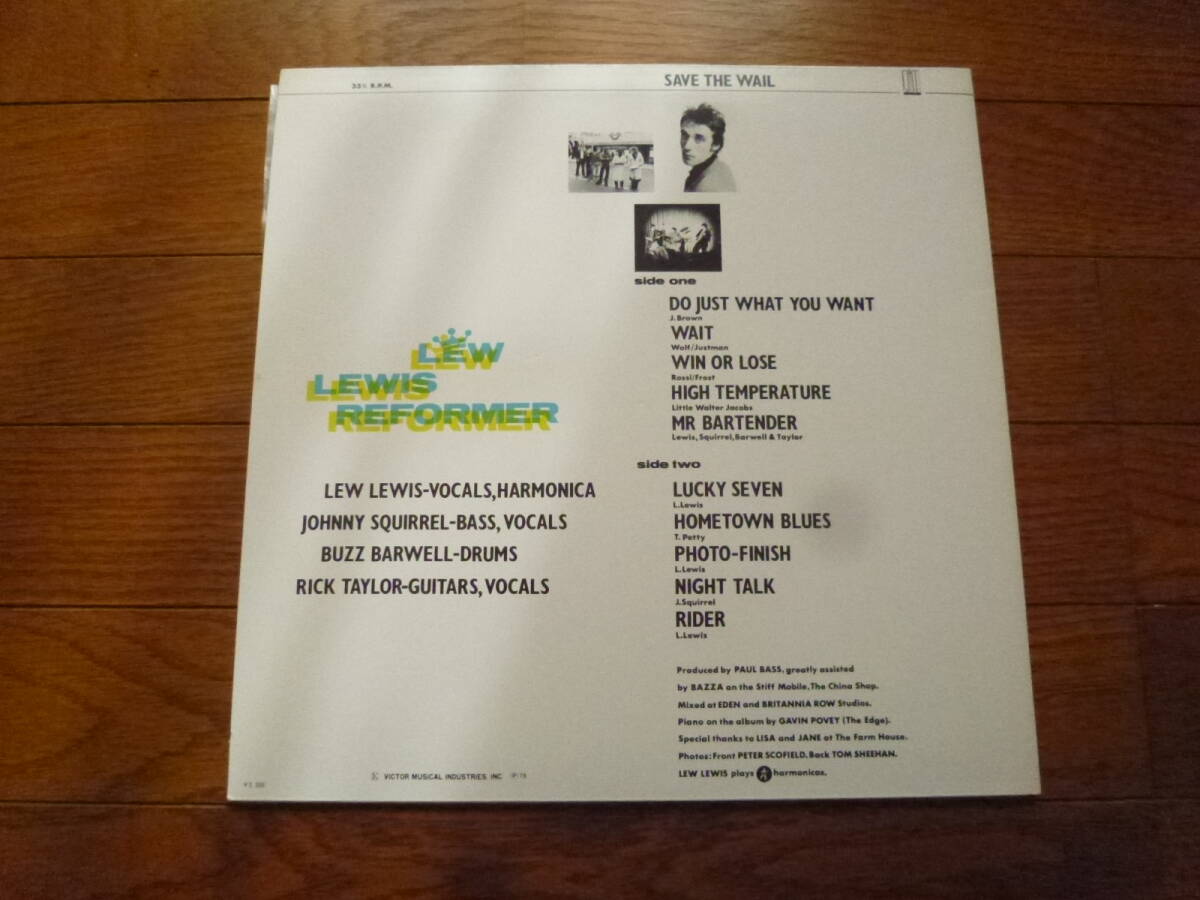 33⅓ R.P.M.
SAVE THE WAIL
side one
DO JUST WHAT YOU WANT
J. Brown
WAIT
Wolf/Justman
WIN OR LOSE
Rossi/Frost
HIGH TEMPERATURE
Little Walter Jacobs
MR BARTENDER
Lewis, Squirrel, Barwell & Taylor
side two
LUCKY SEVEN
L.Lewis
HOMETOWN BLUES
T. Petty
PHOTO-FINISH
L.Lewis
NIGHT TALK
J.Squirrel
RIDER
L.Lewis
LEW
LEWIS
REFORMER
LEW LEWIS-VOCALS,HARMONICA
JOHNNY SQUIRREL-BASS, VOCALS
BUZZ BARWELL-DRUMS
RICK TAYLOR-GUITARS, VOCALS
Produced by PAUL BASS, greatly assisted
by BAZZA on the Stiff Mobile, The China Shop.
Mixed at EDEN and BRITANNIA ROW Studios.
Piano on the album by GAVIN POVEY (The Edge).
Special thanks to LISA and JANE at The Farm House.
Photos: Front PETER SCOFIELD. Back TOM SHEEHAN.
LEW LEWIS plays harmonicas.
VICTOR MUSICAL INDUSTRIES, INC.